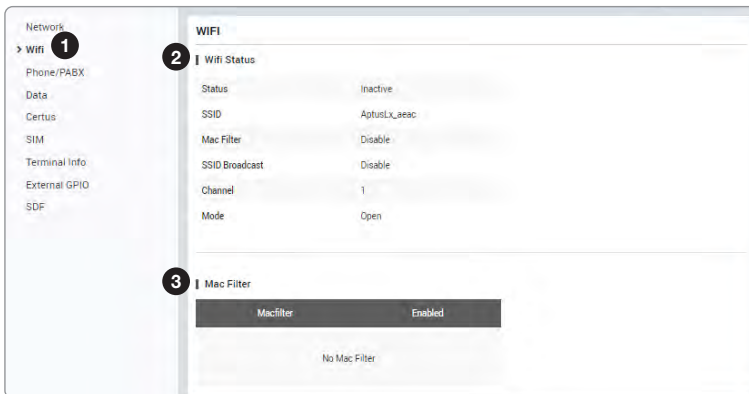 Network
Wifi
1
Phone/PABX
Data
Certus
SIM
Terminal Info
External GPIO
SDF
WIFI
2 Wifi Status
Status Inactive
SSID AptusLx_aeac
Mac Filter Disable
SSID Broadcast Disable
Channel 1
Mode Open
3 Mac Filter
Macfilter Enabled
No Mac Filter